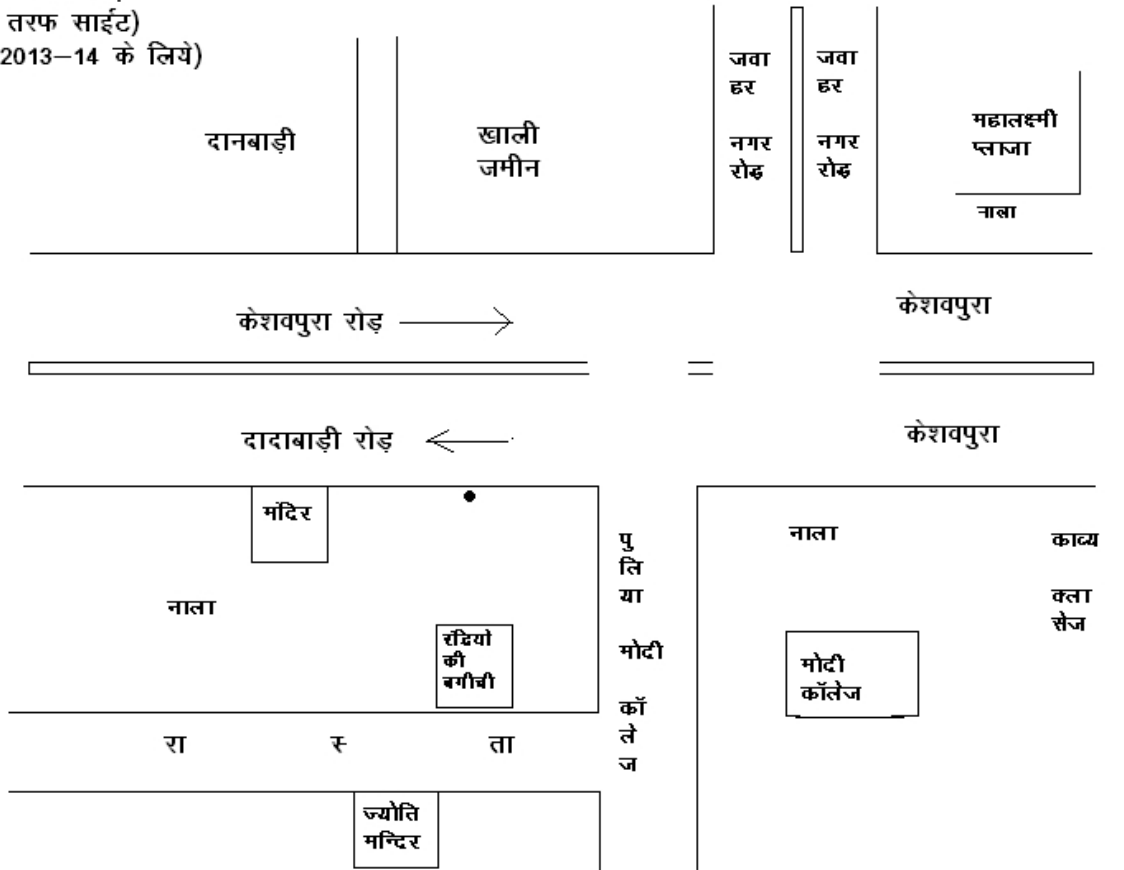 तरफ साईट)
2013–14 के लिये)
दानबाड़ी
खाली
जमीन
जवा
हर
नगर
रोड़
जवा
हर
नगर
रोड़
महालक्ष्मी
प्लाजा
नाला
केशवपुरा रोड़
केशवपुरा
दादाबाड़ी रोड़
केशवपुरा
मंदिर
नाला
रंडियो
की
बगीची
पु
लि
या
मोदी
कॉ
ले
ज
नाला
मोदी
कॉलेज
काव्य
क्ला
सेज
रा स् ता
ज्योति
मन्दिर